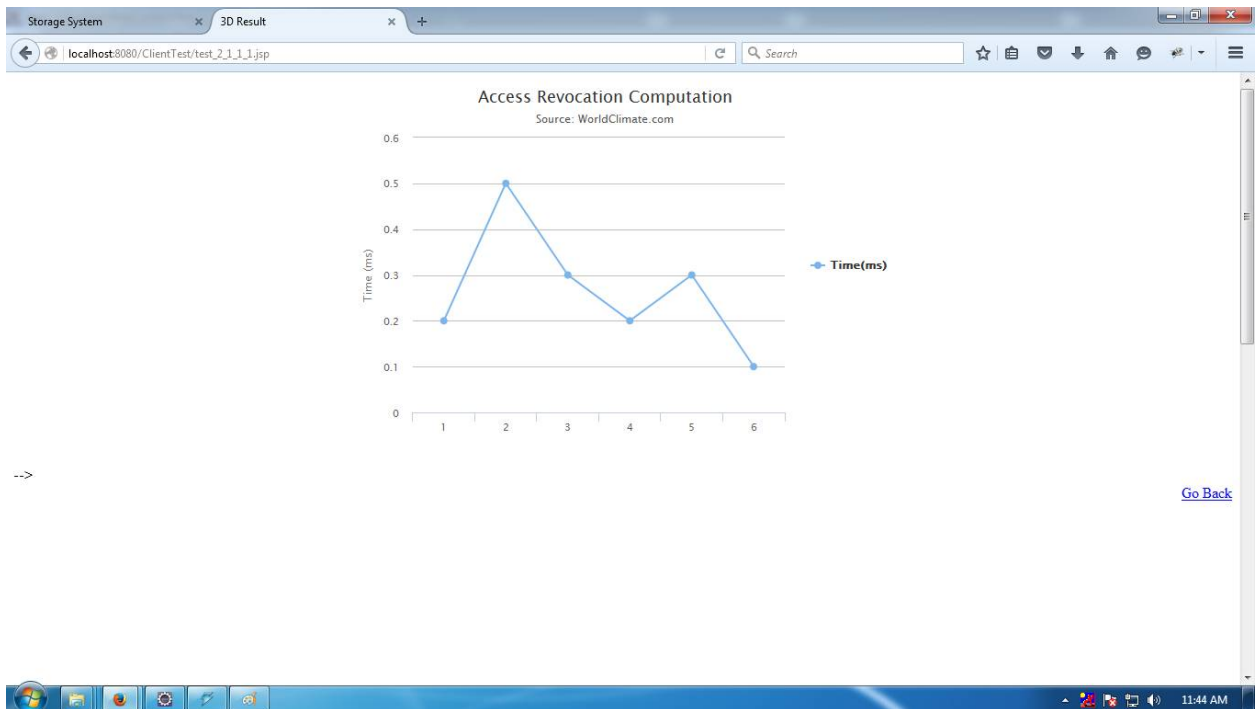 Storage System
3D Result
localhost:8080/ClientTest/test_2_1_1_1.jsp
Search
Access Revocation Computation
Source: WorldClimate.com
0.6
0.5
0.4
0.3
0.2
0.1
0
Time (ms)
1 2 3 4 5 6
Time(ms)
-->
Go Back
11:44 AM